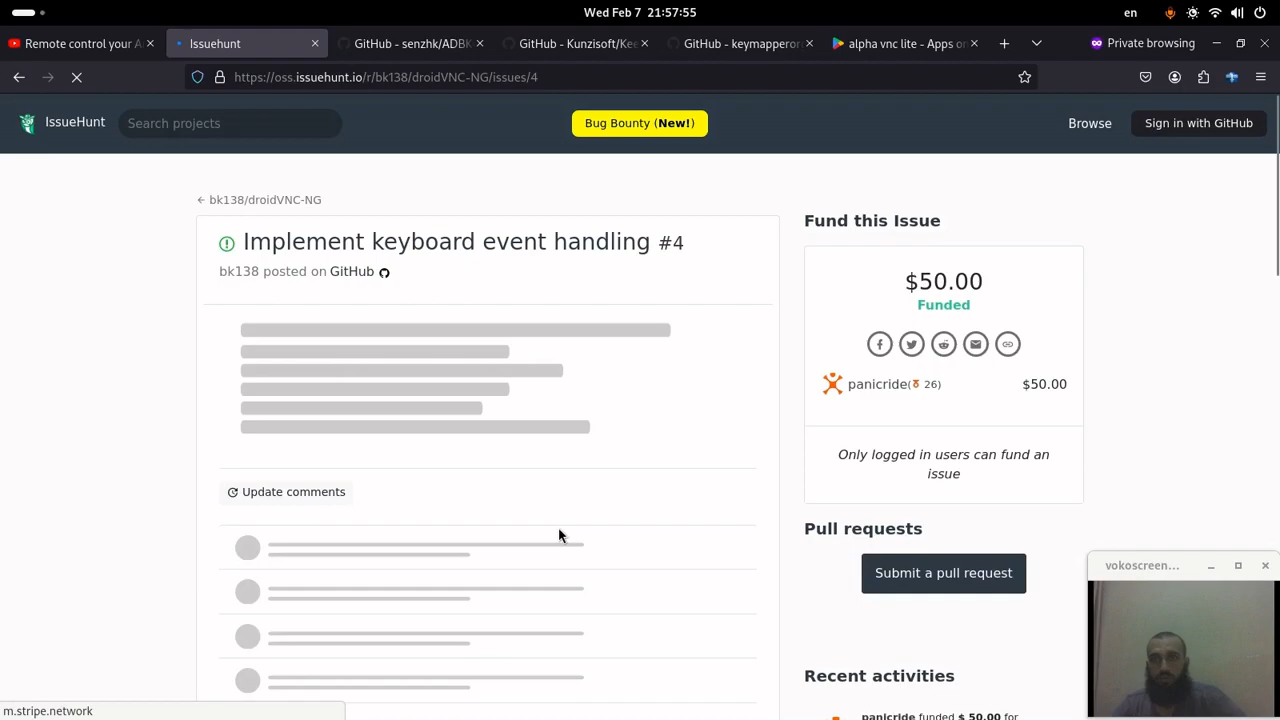 Wed Feb 7 21:57:55
en
Remote control your A
Issuehunt
GitHub - senzhk/ADBK
GitHub - Kunzisoft/Kee
GitHub - keymapperor
alpha vnc lite - Apps o
Private browsing
https://oss.issuehunt.io/r/bk138/droidVNC-NG/issues/4
IssueHunt
Search projects
Bug Bounty (New!)
Browse
Sign in with GitHub
← bk138/droidVNC-NG
Implement keyboard event handling #4
bk138 posted on GitHub
Update comments
Fund this Issue
$50.00
Funded
panicride( 26)
$50.00
Only logged in users can fund an
issue
Pull requests
Submit a pull request
Recent activities
panicride funded $ 50.00 for
vokoscreen...
m.stripe.network